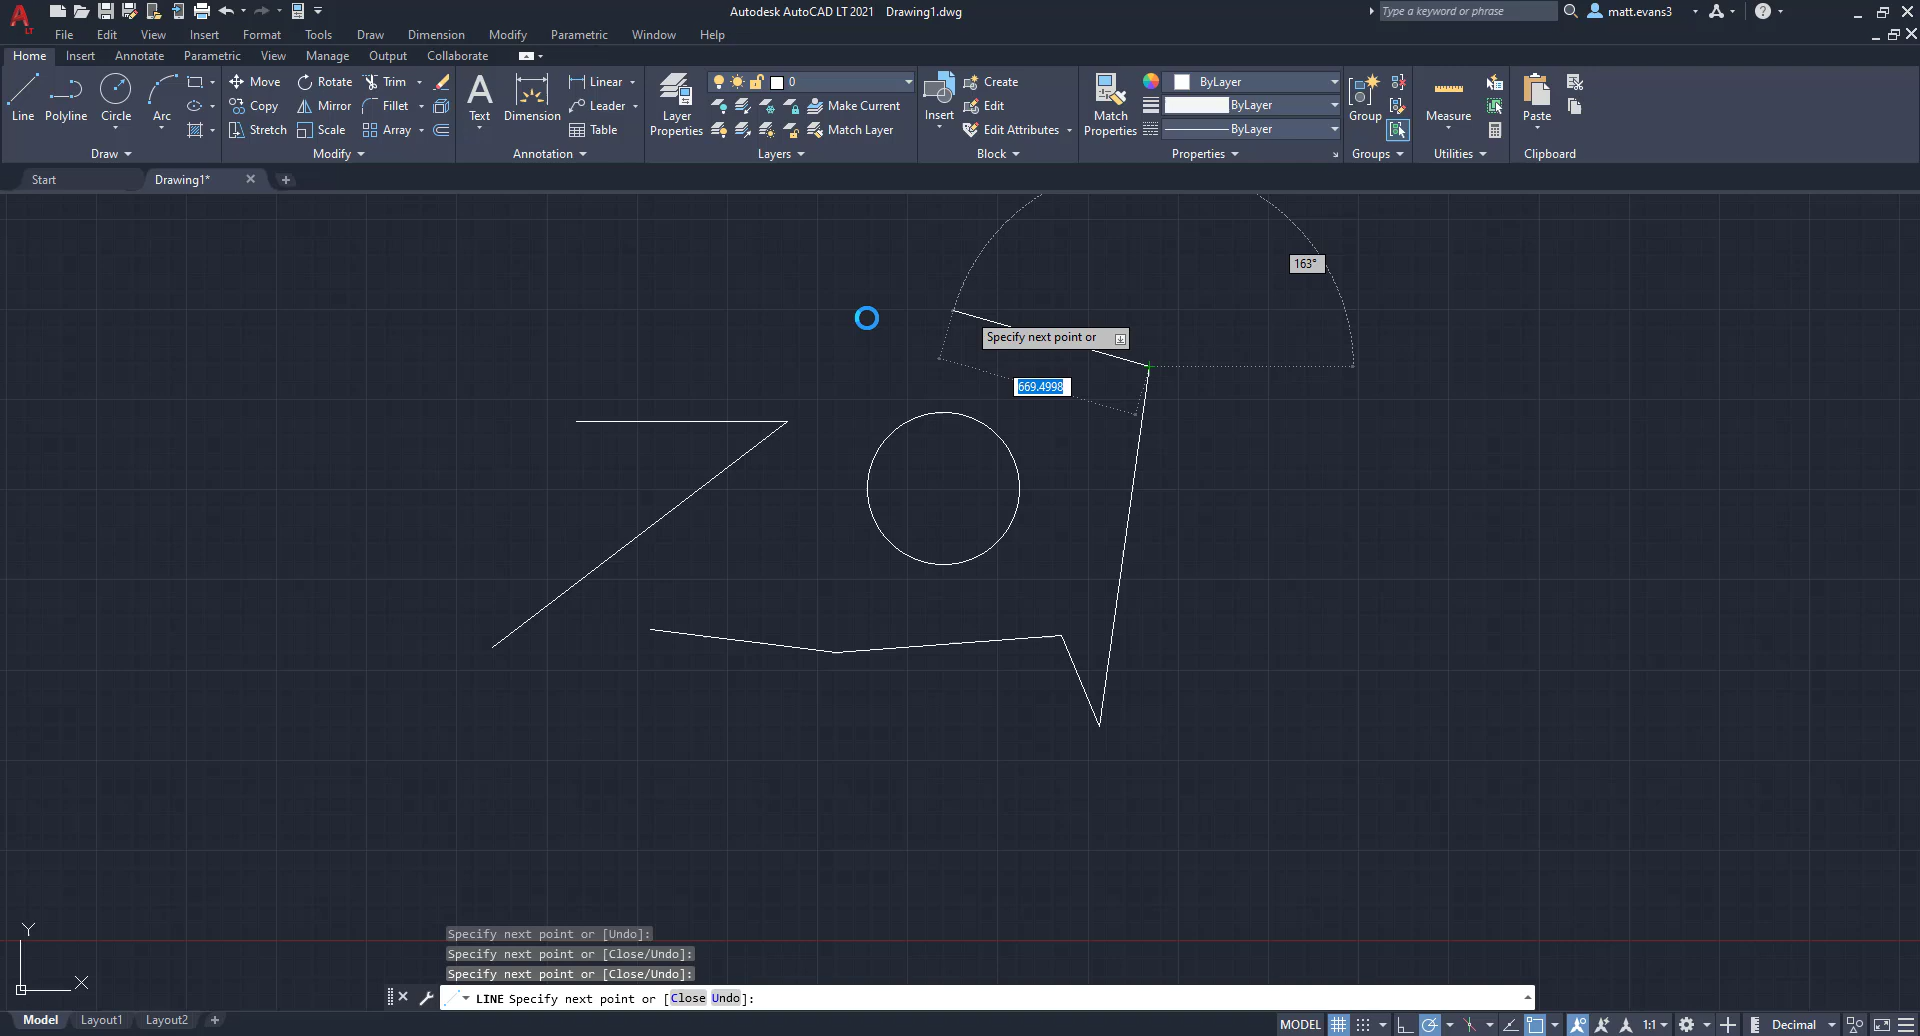 LT
Autodesk AutoCAD LT 2021 Drawing1.dwg
Type a keyword or phrase
matt.evans3
File Edit View Insert Format Tools Draw Dimension Modify Parametric Window Help
Home Insert Annotate Parametric View Manage Output Collaborate
Line Polyline Circle Arc
Move Rotate Trim
Copy Mirror Fillet
Stretch Scale Array
Text Dimension
Linear
Leader
Table
Layer Properties
0
Make Current
Match Layer
Insert
Create
Edit
Edit Attributes
Match Properties
ByLayer
ByLayer
ByLayer
Group
Measure
Paste
Draw Modify Annotation Layers Block Properties Groups Utilities Clipboard
Start Drawing1*
163°
Specify next point or
669.4998
Y
X
Specify next point or [Undo]:
Specify next point or [Close/Undo]:
Specify next point or [Close/Undo]:
LINE Specify next point or [Close Undo]:
Model Layout1 Layout2
MODEL 1:1 Decimal